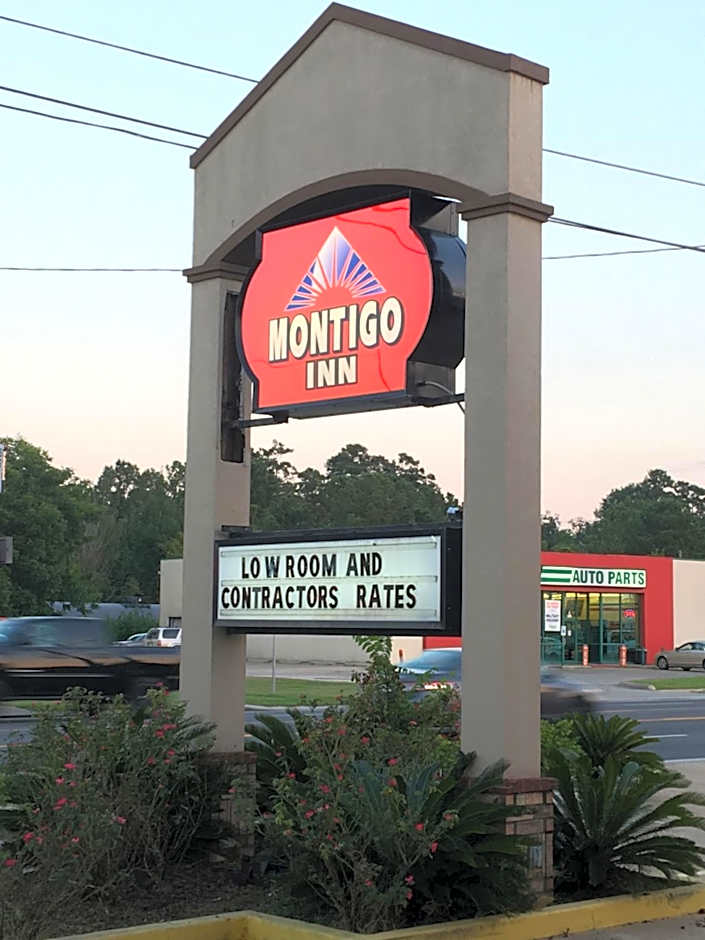 MONTIGO
INN
LOW ROOM AND
CONTRACTORS RATES
AUTO PARTS